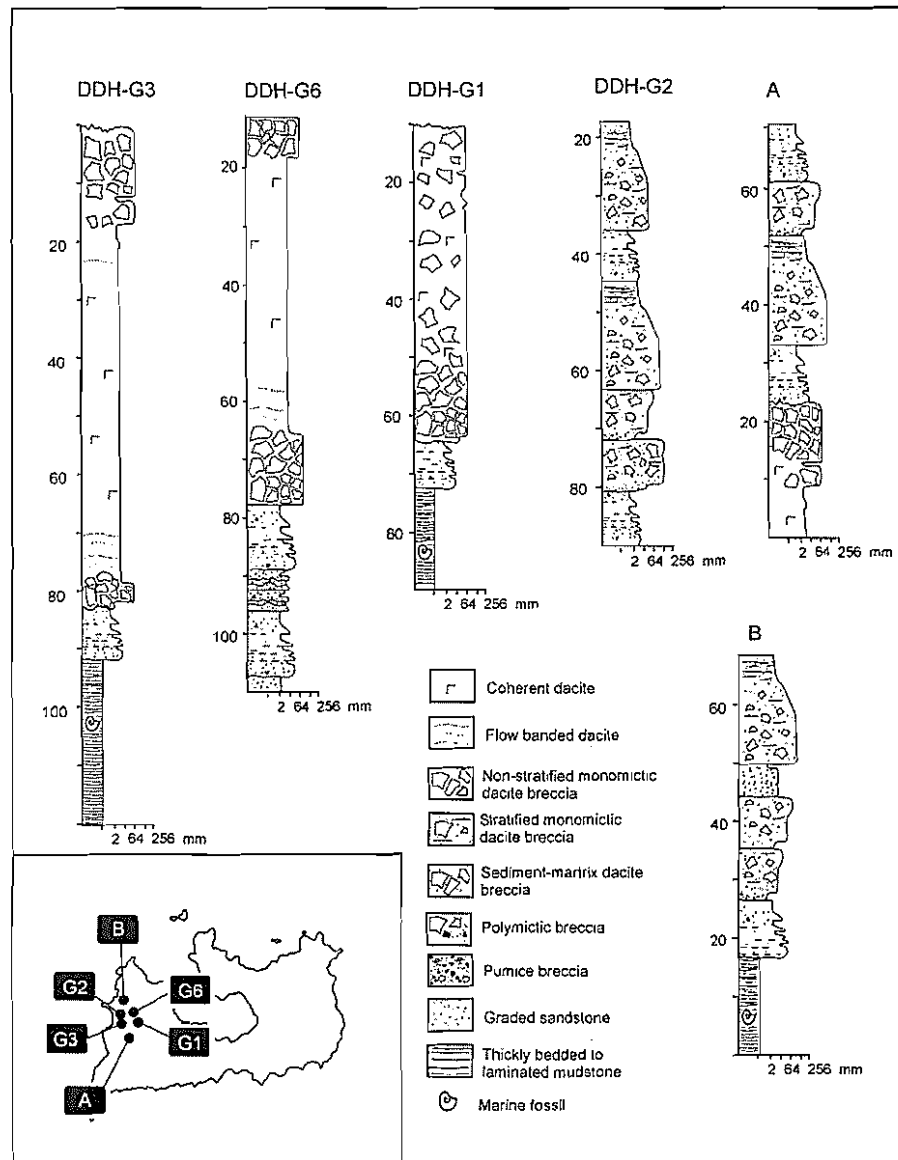 DDH-G3
DDH-G6
DDH-G1
DDH-G2
A
20
40
60
80
100
2 64 256 mm
20
40
60
80
100
2 64 256 mm
20
40
60
80
2 64 256 mm
20
40
60
80
2 64 256 mm
60
40
20
2 64 256 mm
B
60
40
20
2 64 256 mm
Coherent dacite
Flow banded dacite
Non-stratified monomictic
dacite breccia
Stratified monomictic
dacite breccia
Sediment-martrix dacite
breccia
Polymictic breccia
Pumice breccia
Graded sandstone
Thickly bedded to
laminated mudstone
Marine fossil
B
G2
G6
G3
G1
A